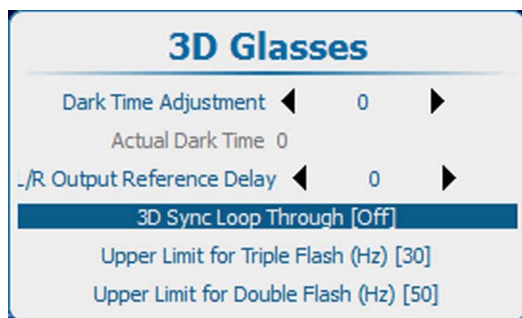 3D Glasses
Dark Time Adjustment 0
Actual Dark Time 0
/R Output Reference Delay 0
3D Sync Loop Through [Off]
Upper Limit for Triple Flash (Hz) [30]
Upper Limit for Double Flash (Hz) [50]